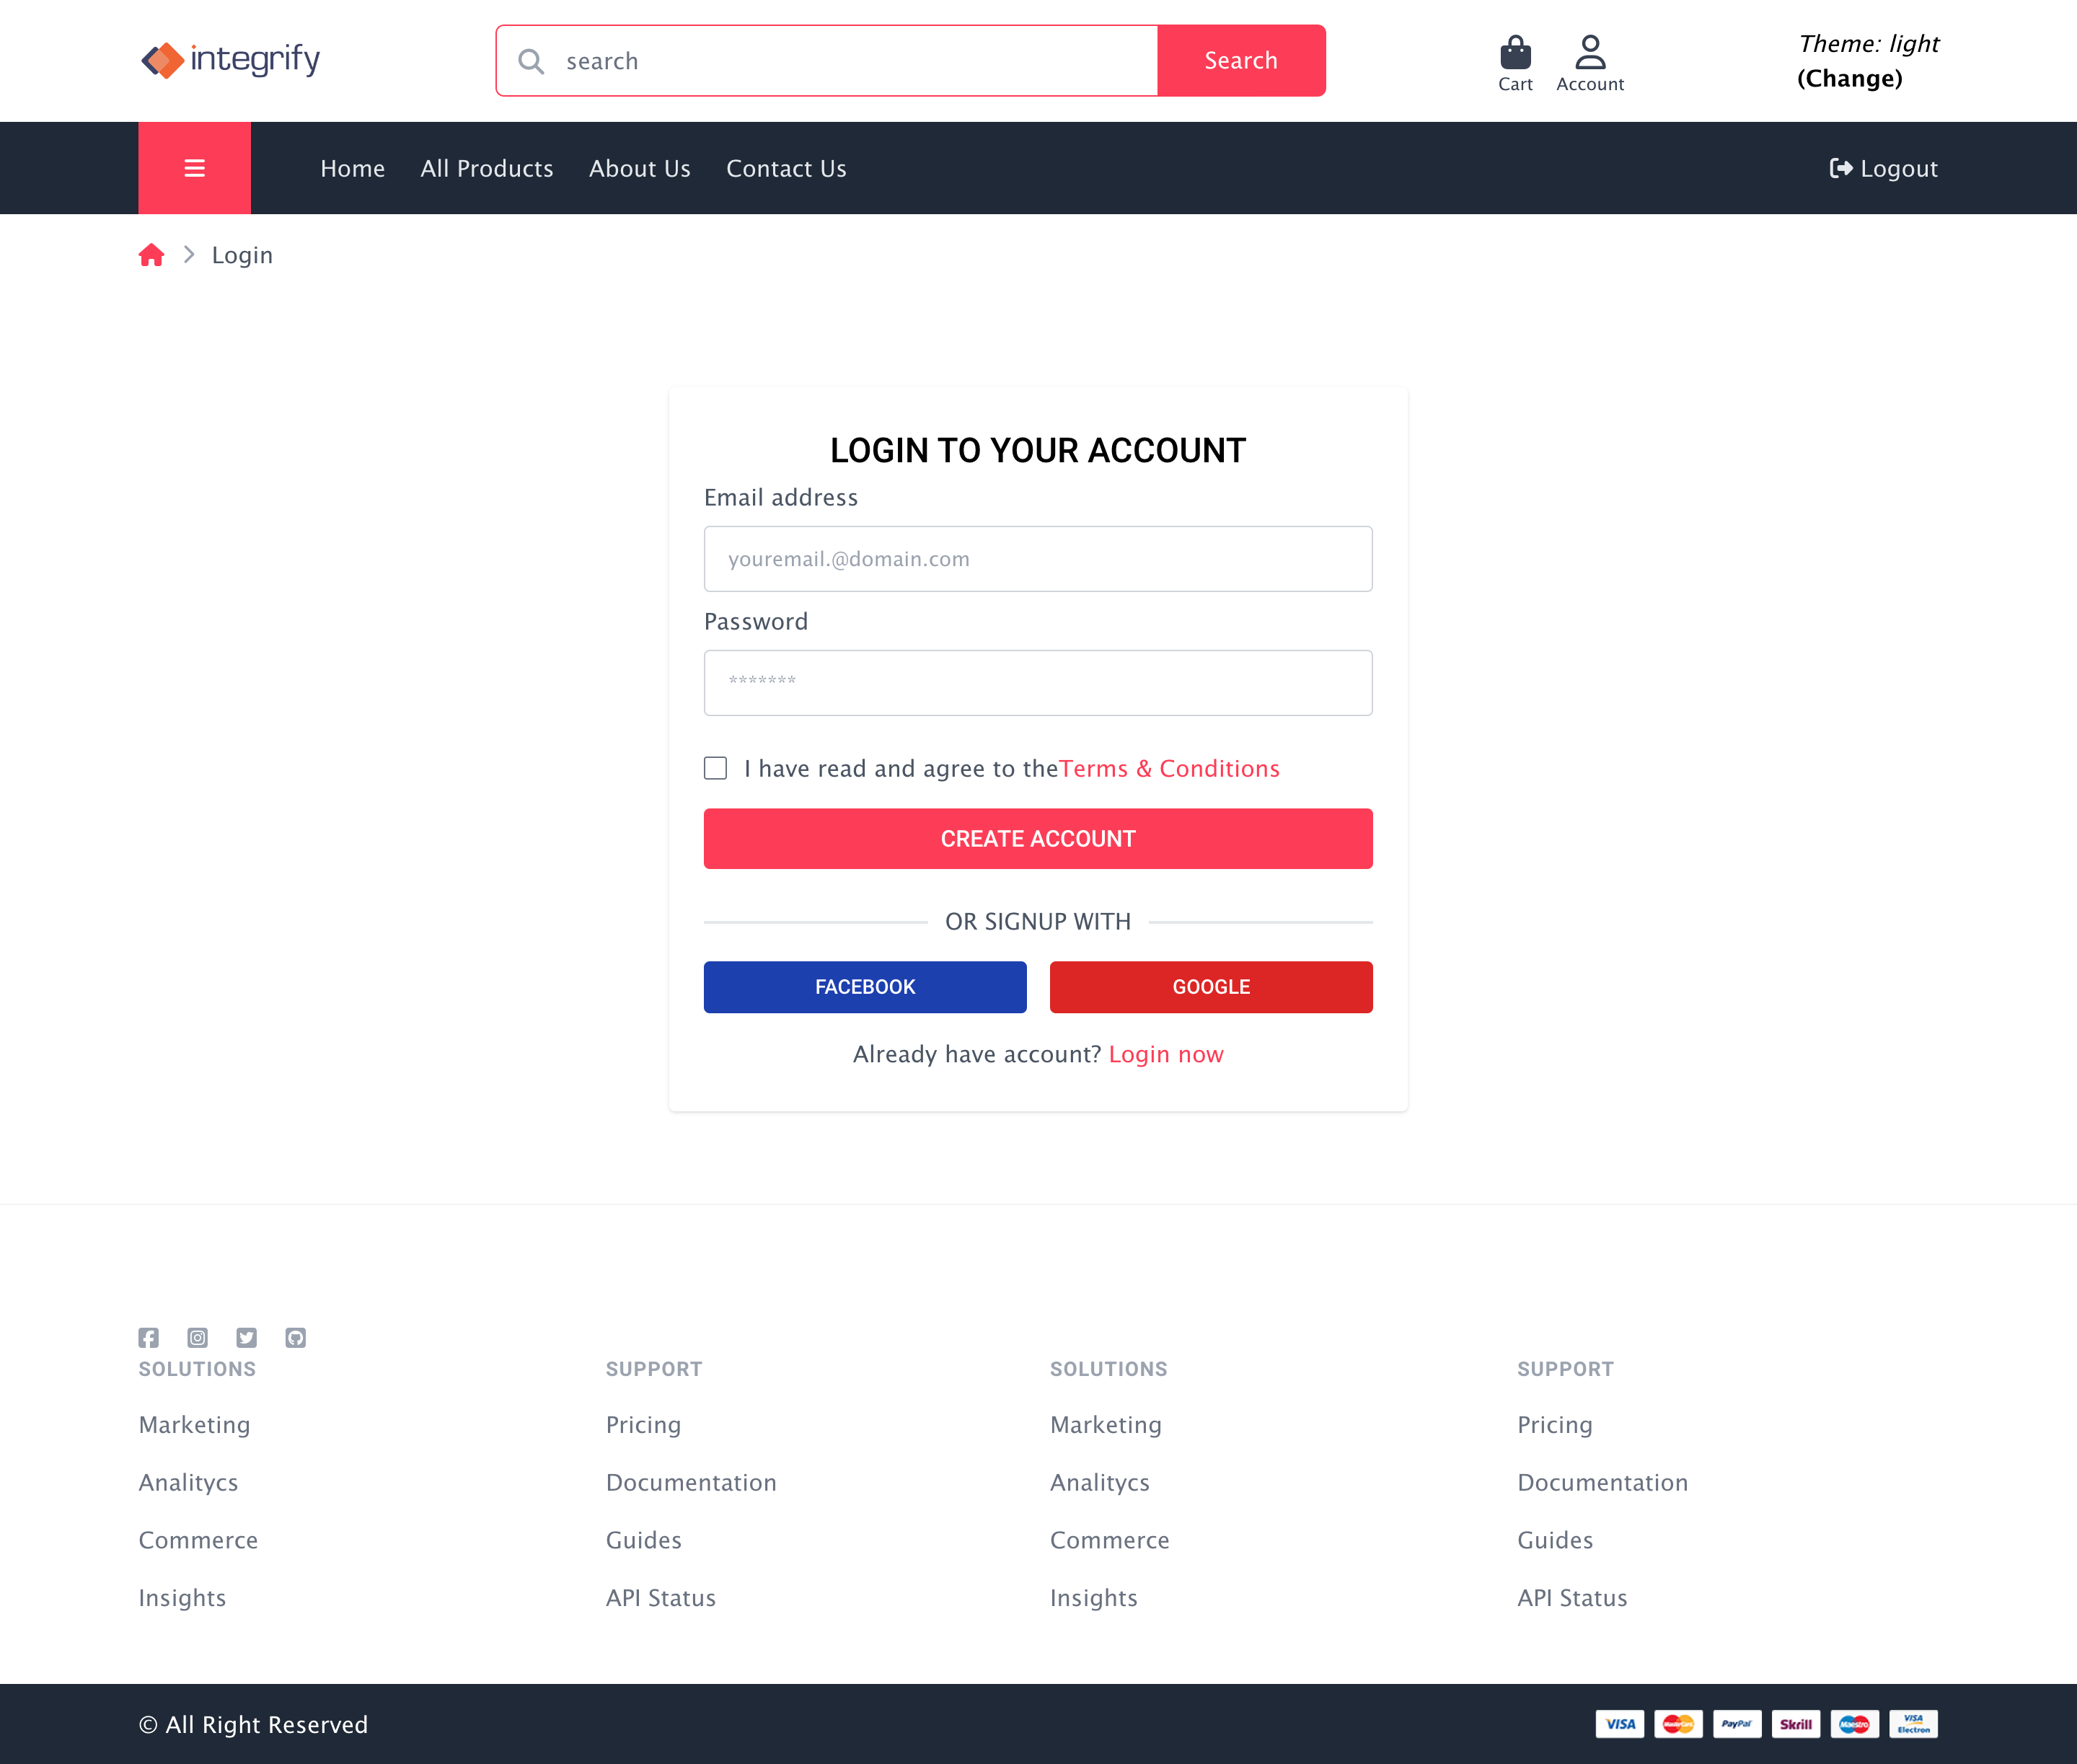 integrify
search
Search
Cart
Account
Theme: light
(Change)
Home
All Products
About Us
Contact Us
Logout
Login
LOGIN TO YOUR ACCOUNT
Email address
youremail.@domain.com
Password
*******
I have read and agree to theTerms & Conditions
CREATE ACCOUNT
OR SIGNUP WITH
FACEBOOK
GOOGLE
Already have account? Login now
SOLUTIONS
Marketing
Analitycs
Commerce
Insights
SUPPORT
Pricing
Documentation
Guides
API Status
SOLUTIONS
Marketing
Analitycs
Commerce
Insights
SUPPORT
Pricing
Documentation
Guides
API Status
© All Right Reserved
VISA
MasterCard
PayPal
Skrill
Maestro
VISA
Electron